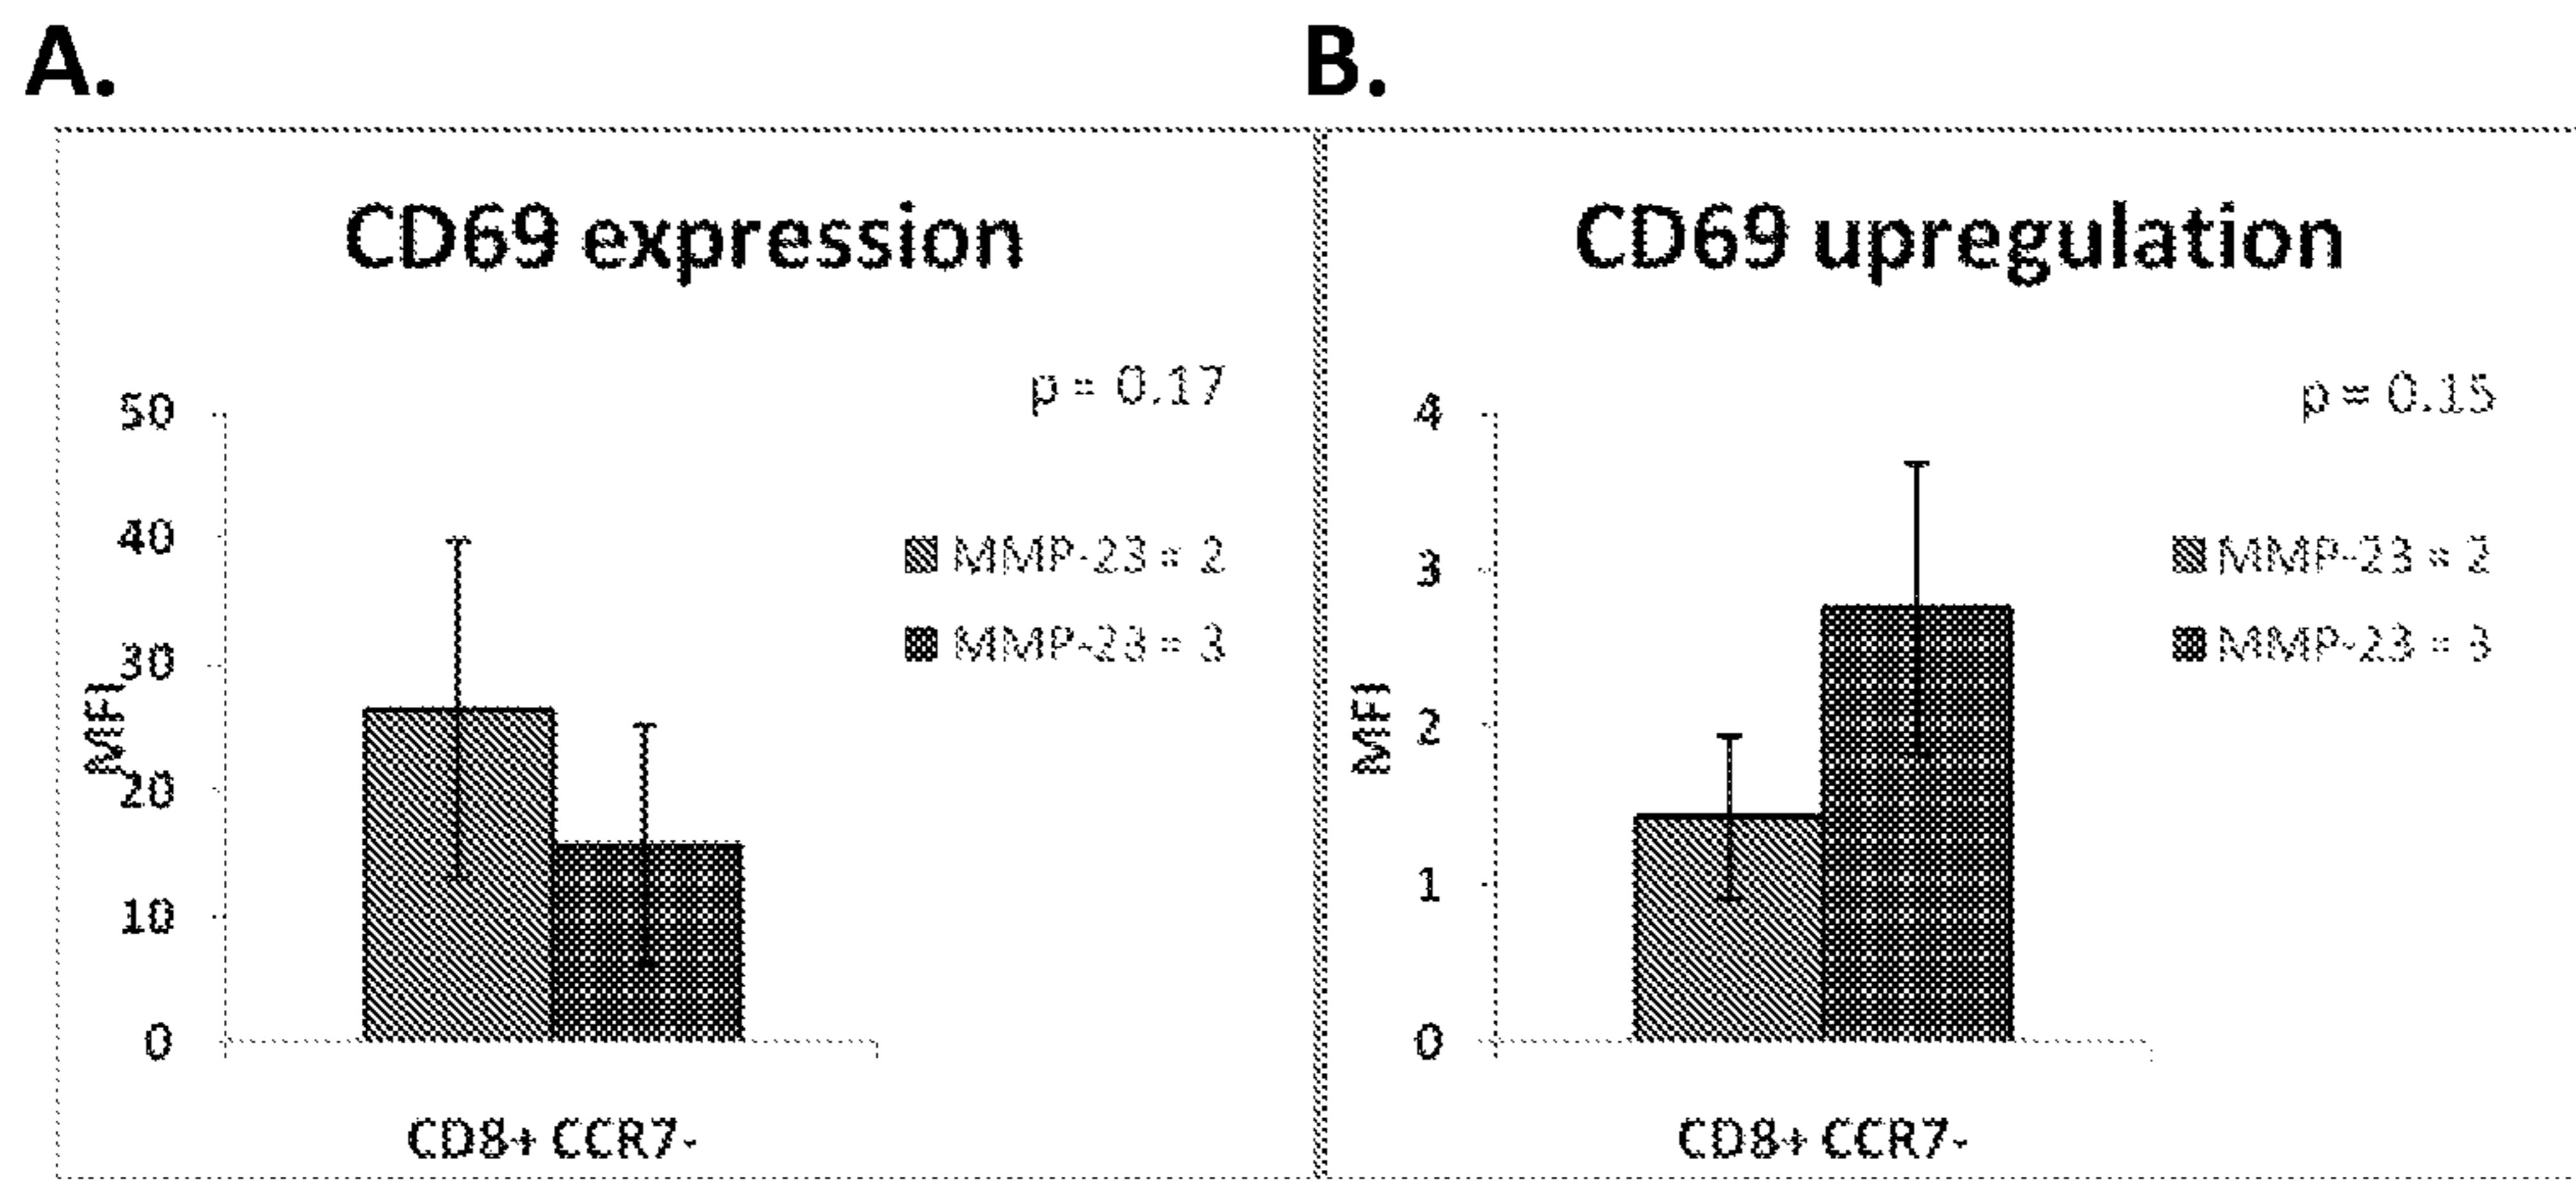 A.
CD69 expression
p = 0.17
50
40
30
20
10
0
MFI
MMP-23 = 2
MMP-23 = 3
CD8+ CCR7-
B.
CD69 upregulation
p = 0.15
4
3
2
1
0
MFI
MMP-23 = 2
MMP-23 = 3
CD8+ CCR7-